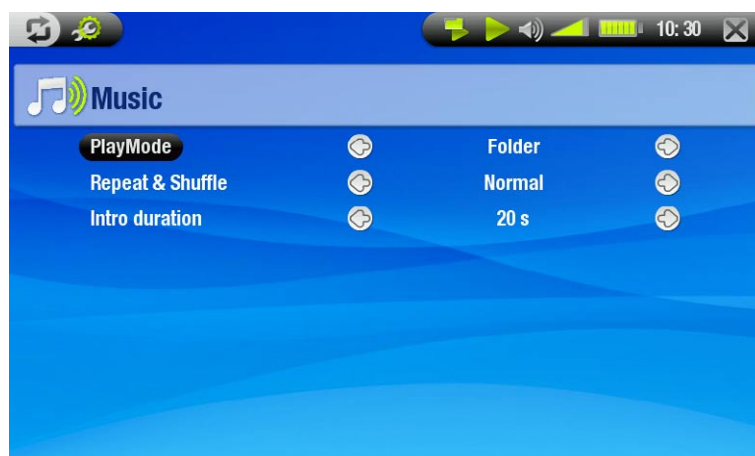 10:30
Music
PlayMode Folder
Repeat & Shuffle Normal
Intro duration 20 s